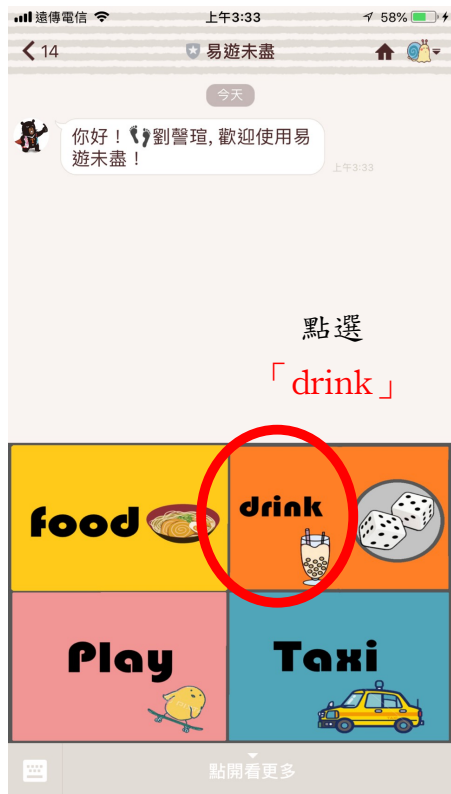 遠傳電信
上午3:33
58%
14
易遊未盡
今天
你好！👣劉謦瑄, 歡迎使用易
遊未盡！
上午3:33
點選
「drink」
food
drink
Play
Taxi
點開看更多